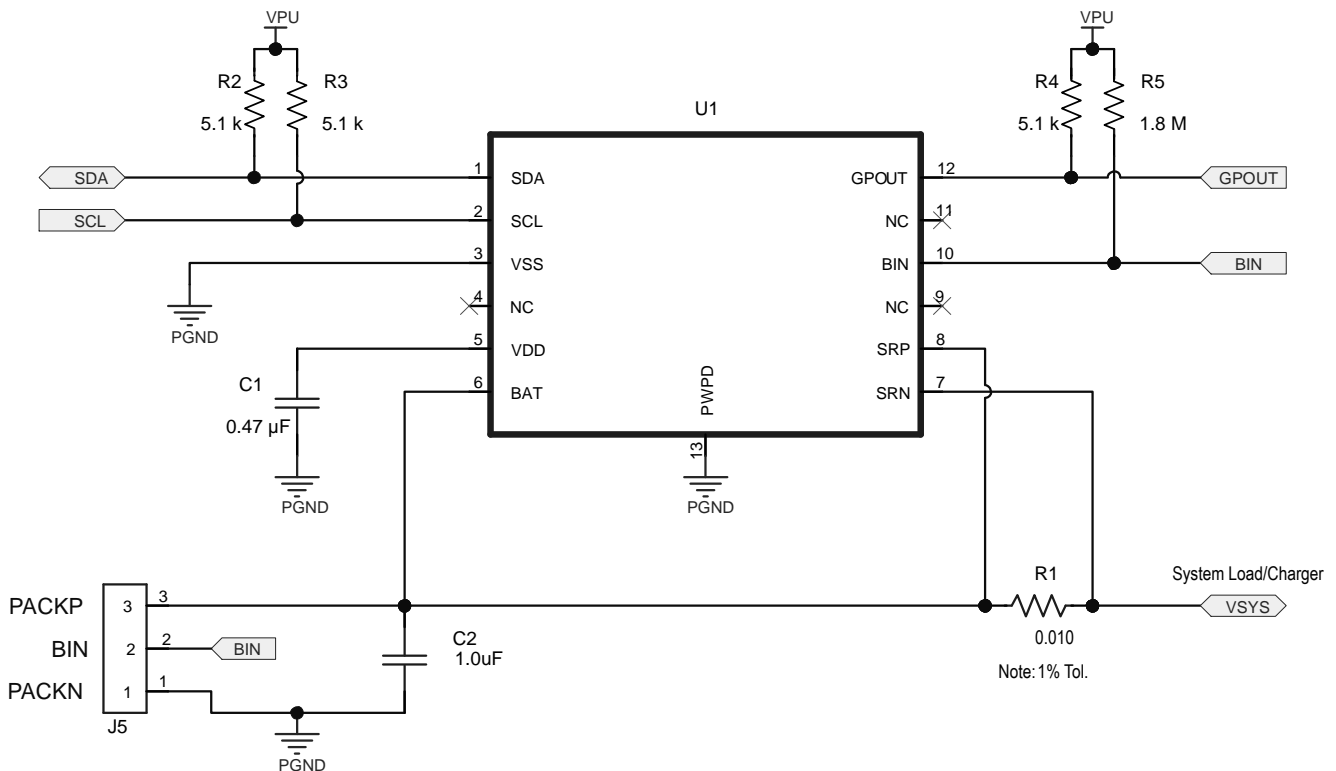 VPU
VPU
R2
R3
R4
R5
5.1 k
5.1 k
5.1 k
1.8 M
U1
SDA
1
SDA
GPOUT
12
GPOUT
SCL
2
SCL
NC
11
3
VSS
BIN
10
BIN
4
NC
NC
9
PGND
5
VDD
SRP
8
C1
6
BAT
SRN
7
0.47 µF
PWPD
13
PGND
PGND
System Load/Charger
PACKP
3
3
R1
VSYS
0.010
Note: 1% Tol.
BIN
2
2
BIN
C2
1.0uF
PACKN
1
1
J5
PGND